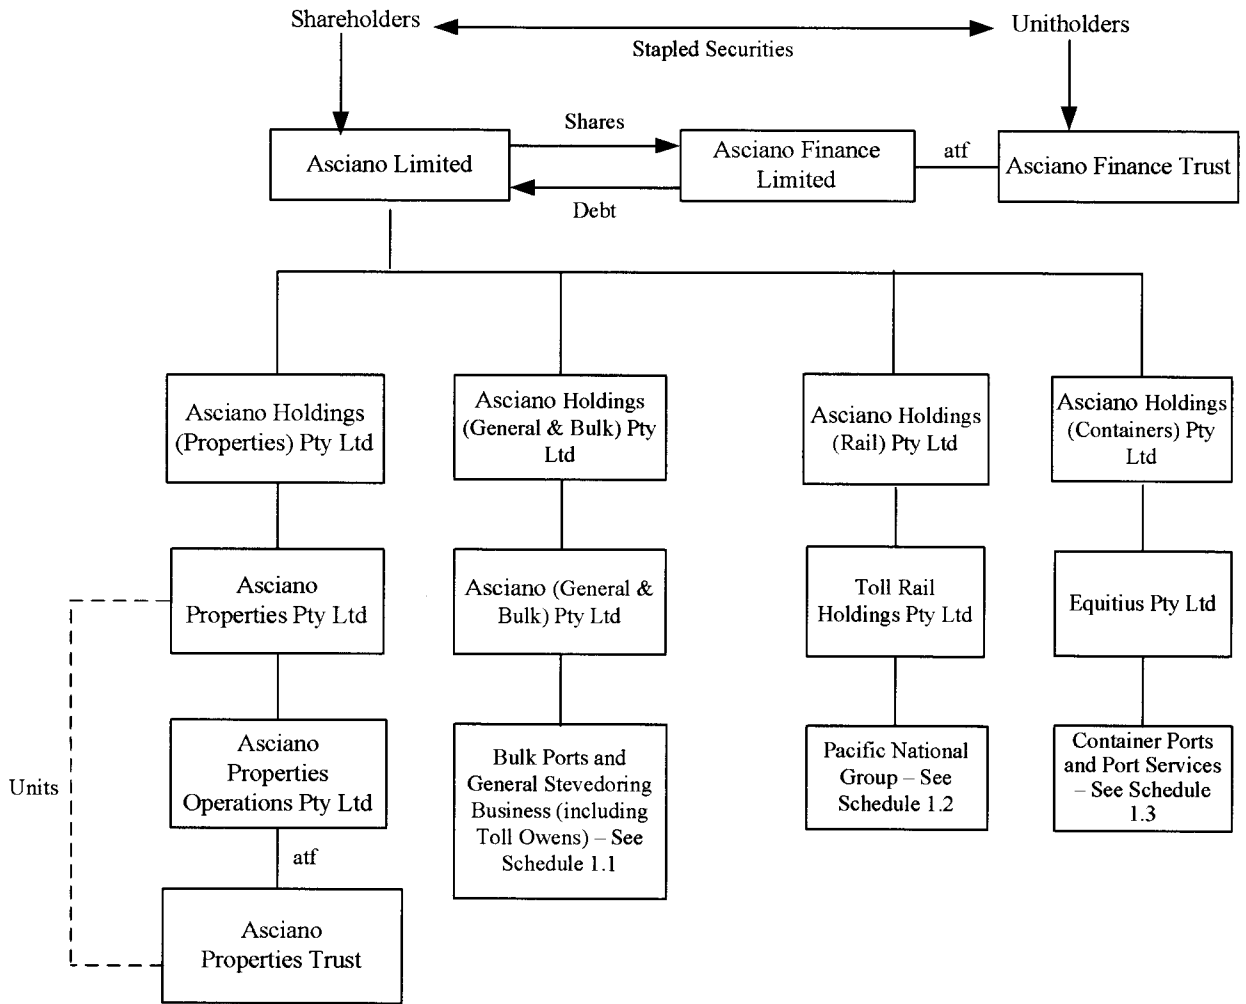 Shareholders
Unitholders
Stapled Securities
Shares
Asciano Limited
Asciano Finance
Limited
atf
Asciano Finance Trust
Debt
Asciano Holdings
(Properties) Pty Ltd
Asciano Holdings
(General & Bulk) Pty
Ltd
Asciano Holdings
(Rail) Pty Ltd
Asciano Holdings
(Containers) Pty
Ltd
Asciano
Properties Pty Ltd
Asciano (General &
Bulk) Pty Ltd
Toll Rail
Holdings Pty Ltd
Equitius Pty Ltd
Units
Asciano
Properties
Operations Pty Ltd
Bulk Ports and
General Stevedoring
Business (including
Toll Owens) – See
Schedule 1.1
Pacific National
Group – See
Schedule 1.2
Container Ports
and Port Services
– See Schedule
1.3
atf
Asciano
Properties Trust